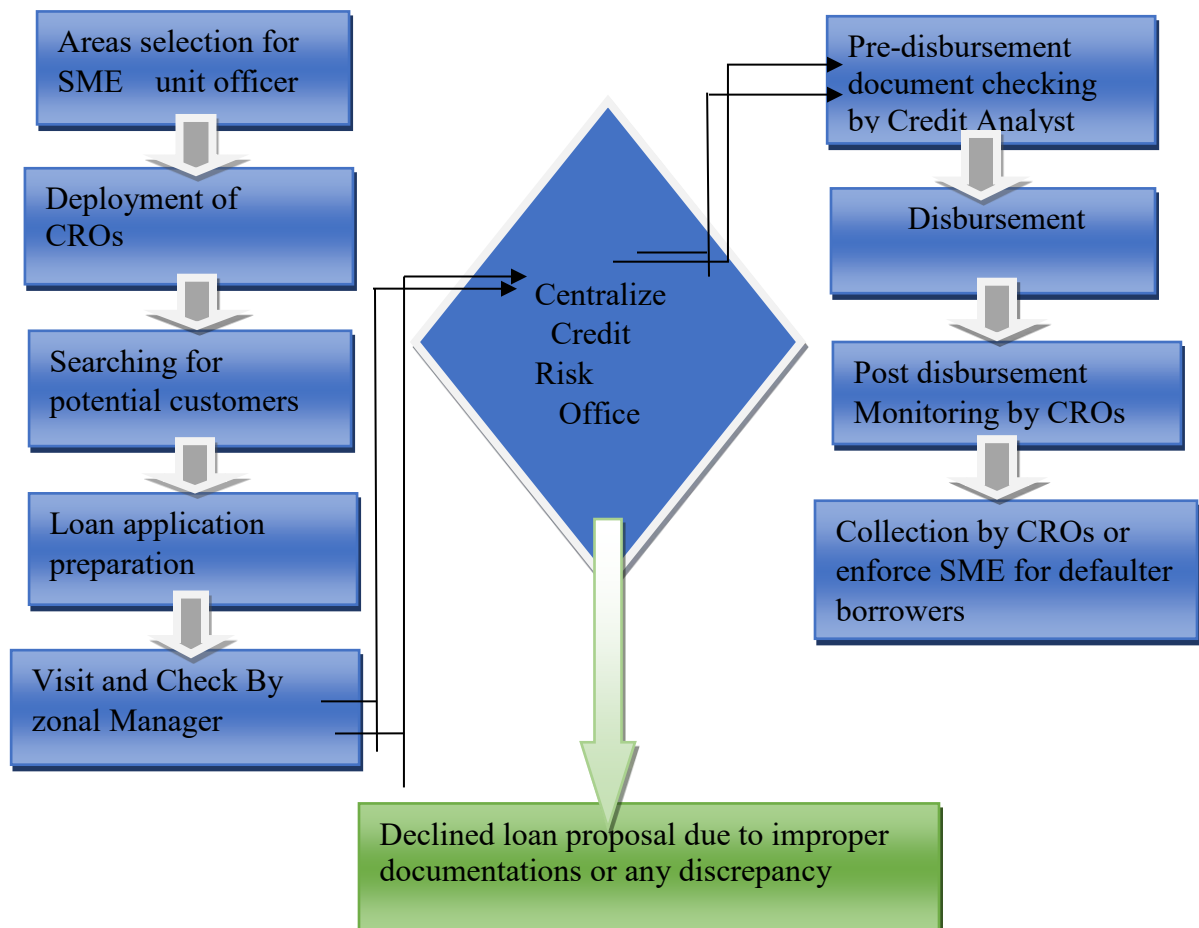 Areas selection for
SME unit officer
Deployment of
CROs
Searching for
potential customers
Loan application
preparation
Visit and Check By
zonal Manager
Centralize
Credit
Risk
Office
Declined loan proposal due to improper
documentations or any discrepancy
Pre-disbursement
document checking
by Credit Analyst
Disbursement
Post disbursement
Monitoring by CROs
Collection by CROs or
enforce SME for defaulter
borrowers